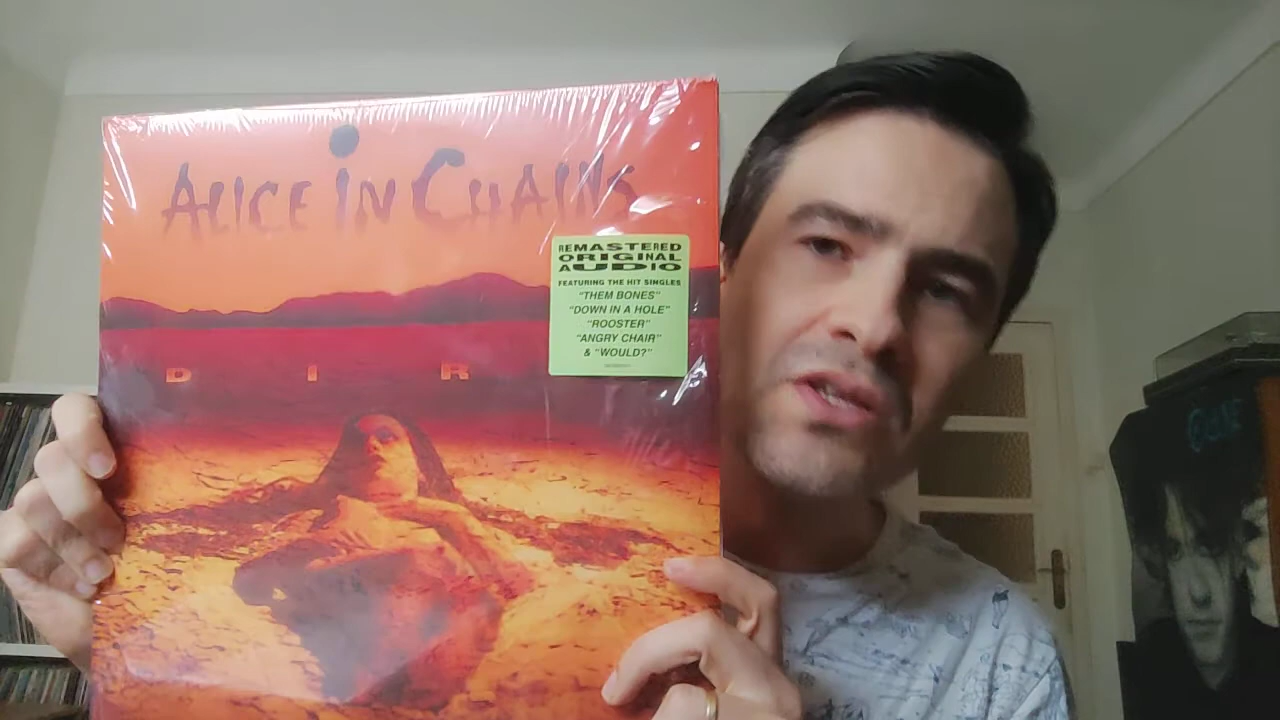 ALICE IN CHAINS
REMASTERED
ORIGINAL
AUDIO
FEATURING THE HIT SINGLES
"THEM BONES"
"DOWN IN A HOLE"
"ROOSTER"
"ANGRY CHAIR"
& "WOULD?"
D I R